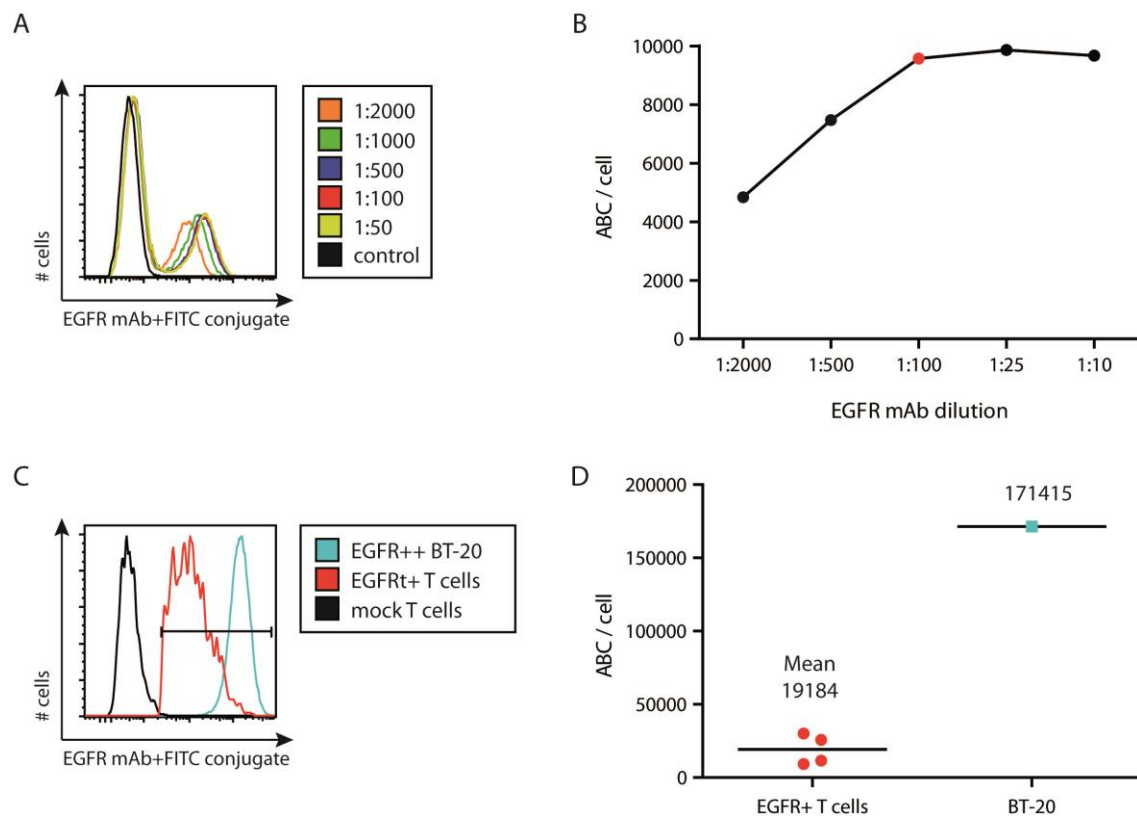 A
# cells
EGFR mAb+FITC conjugate
1:2000
1:1000
1:500
1:100
1:50
control
B
10000
8000
6000
4000
2000
0
ABC / cell
1:2000 1:500 1:100 1:25 1:10
EGFR mAb dilution
C
# cells
EGFR mAb+FITC conjugate
EGFR++ BT-20
EGFRt+ T cells
mock T cells
D
200000
150000
100000
50000
0
ABC / cell
171415
Mean
19184
EGFR+ T cells BT-20